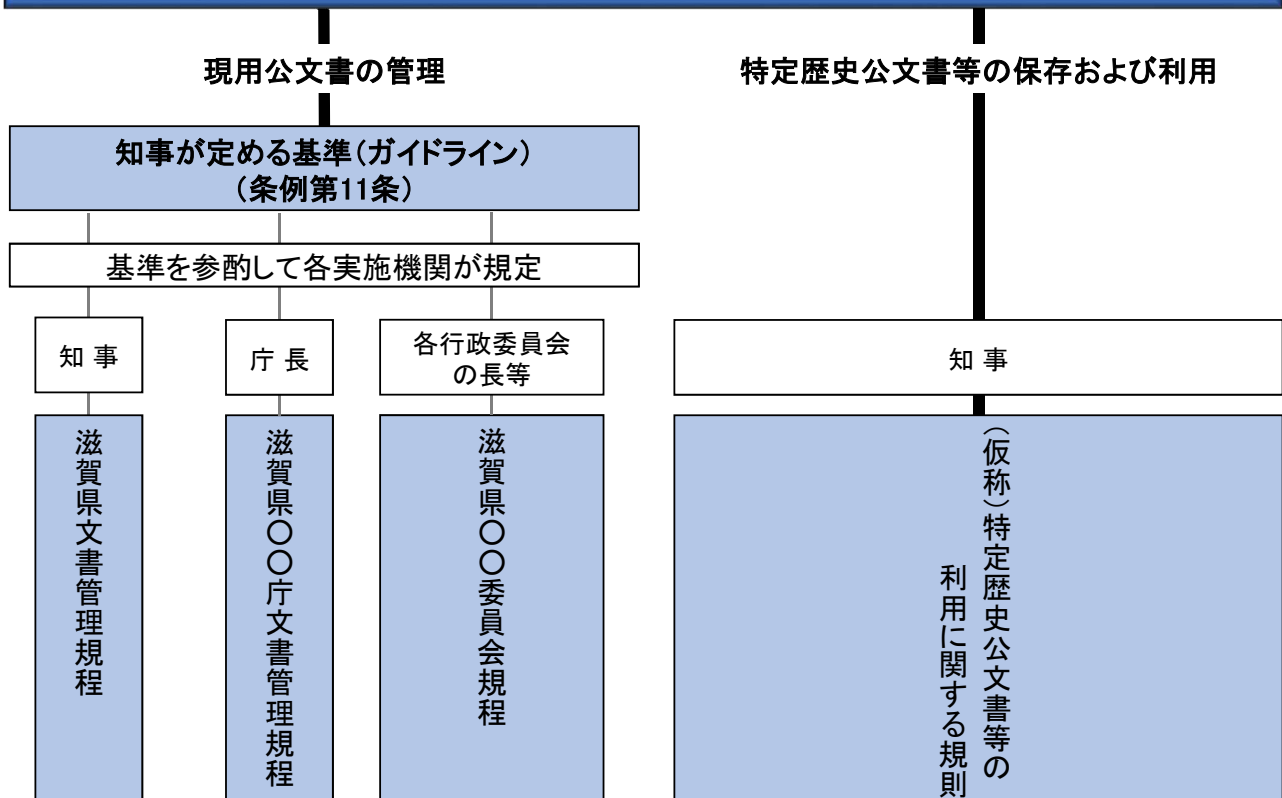 現用公文書の管理
特定歴史公文書等の保存および利用
知事が定める基準(ガイドライン)
(条例第11条)
基準を参酌して各実施機関が規定
知 事
庁 長
各行政委員会
の長等
知 事
滋賀県文書管理規程
滋賀県〇〇庁文書管理規程
滋賀県〇〇委員会規程
(仮称)特定歴史公文書等の
利用に関する規則